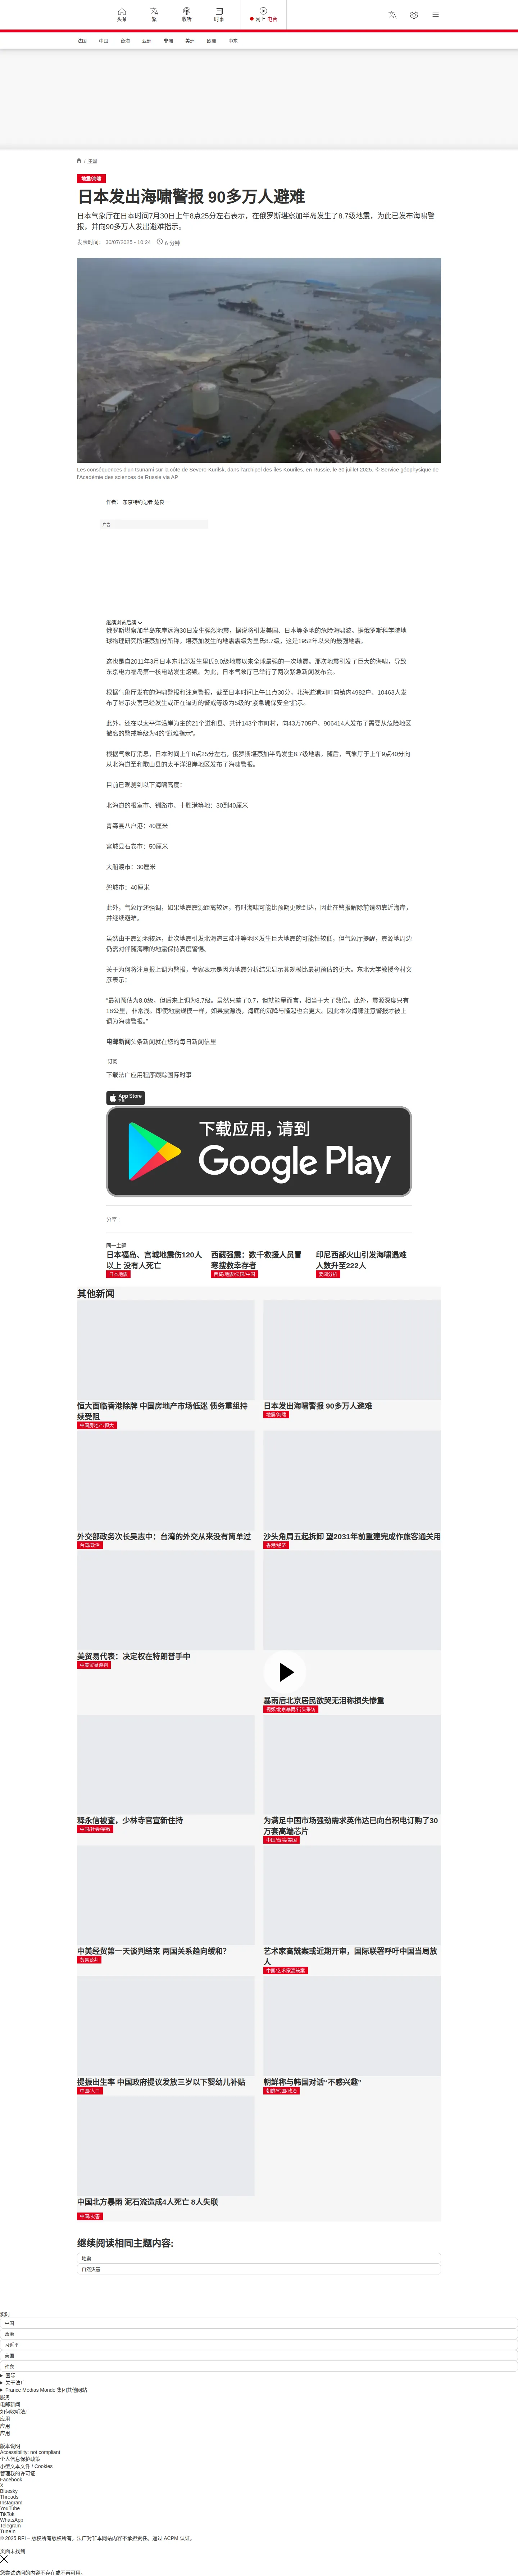 头条
繁
收听
时事
网上 电台
法国
中国
台海
亚洲
非洲
美洲
欧洲
中东
/ 中国
地震/海啸
日本发出海啸警报 90多万人避难
日本气象厅在日本时间7月30日上午8点25分左右表示，在俄罗斯堪察加半岛发生了8.7级地震，为此已发布海啸警报，并向90多万人发出避难指示。
发表时间： 30/07/2025 - 10:24
6 分钟
Les conséquences d'un tsunami sur la côte de Severo-Kurilsk, dans l'archipel des îles Kouriles, en Russie, le 30 juillet 2025. © Service géophysique de l'Académie des sciences de Russie via AP
作者： 东京特约记者 楚良一
广告
继续浏览后续
俄罗斯堪察加半岛东岸远海30日发生强烈地震，据说将引发美国、日本等多地的危险海啸波。据俄罗斯科学院地球物理研究所堪察加分所称，堪察加发生的地震震级为里氏8.7级，这是1952年以来的最强地震。
这也是自2011年3月日本东北部发生里氏9.0级地震以来全球最强的一次地震。那次地震引发了巨大的海啸，导致东京电力福岛第一核电站发生熔毁。为此，日本气象厅已举行了两次紧急新闻发布会。
根据气象厅发布的海啸警报和注意警报，截至日本时间上午11点30分，北海道浦河町向镇内4982户、10463人发布了显示灾害已经发生或正在逼近的警戒等级为5级的"紧急确保安全"指示。
此外，还在以太平洋沿岸为主的21个道和县、共计143个市町村，向43万705户、906414人发布了需要从危险地区撤离的警戒等级为4的"避难指示"。
根据气象厅消息，日本时间上午8点25分左右，俄罗斯堪察加半岛发生8.7级地震。随后，气象厅于上午9点40分向从北海道至和歌山县的太平洋沿岸地区发布了海啸警报。
目前已观测到以下海啸高度：
北海道的根室市、钏路市、十胜港等地：30到40厘米
青森县八户港：40厘米
宫城县石卷市：50厘米
大船渡市：30厘米
磐城市：40厘米
此外，气象厅还强调，如果地震震源距离较远，有时海啸可能比预期更晚到达，因此在警报解除前请勿靠近海岸，并继续避难。
虽然由于震源地较远，此次地震引发北海道三陆冲等地区发生巨大地震的可能性较低，但气象厅提醒，震源地周边仍需对伴随海啸的地震保持高度警惕。
关于为何将注意报上调为警报，专家表示是因为地震分析结果显示其规模比最初预估的更大。东北大学教授今村文彦表示：
"最初预估为8.0级，但后来上调为8.7级。虽然只差了0.7，但就能量而言，相当于大了数倍。此外，震源深度只有18公里，非常浅。即使地震规模一样，如果震源浅，海底的沉降与隆起也会更大。因此本次海啸注意警报才被上调为海啸警报。"
电邮新闻头条新闻就在您的每日新闻信里
订阅
下载法广应用程序跟踪国际时事
App Store
下载
下载应用，请到
Google Play
分享 :
同一主题
日本福岛、宫城地震伤120人以上 没有人死亡
日本地震
西藏强震：数千救援人员冒寒搜救幸存者
西藏/地震/法国/中国
印尼西部火山引发海啸遇难人数升至222人
要闻分析
其他新闻
恒大面临香港除牌 中国房地产市场低迷 债务重组持续受阻
中国房地产/恒大
日本发出海啸警报 90多万人避难
地震/海啸
外交部政务次长吴志中：台湾的外交从来没有简单过
台湾/政治
沙头角周五起拆卸 望2031年前重建完成作旅客通关用
香港/经济
美贸易代表：决定权在特朗普手中
中美贸易谈判
暴雨后北京居民欲哭无泪称损失惨重
视频/北京暴雨/街头采访
释永信被查，少林寺官宣新住持
中国/社会/宗教
为满足中国市场强劲需求英伟达已向台积电订购了30万套高端芯片
中国/台湾/美国
中美经贸第一天谈判结束 两国关系趋向缓和？
贸易谈判
艺术家高兟案或近期开审，国际联署呼吁中国当局放人
中国/艺术家高兟案
提振出生率 中国政府提议发放三岁以下婴幼儿补贴
中国/人口
朝鲜称与韩国对话"不感兴趣"
朝鲜/韩国/政治
中国北方暴雨 泥石流造成4人死亡 8人失联
中国/灾害
继续阅读相同主题内容:
地震
自然灾害
实时
中国
政治
习近平
美国
社会
国际
关于法广
France Médias Monde 集团其他网站
服务
电邮新闻
如何收听法广
应用
应用
应用
版本说明
Accessibility: not compliant
个人信息保护政策
小型文本文件 / Cookies
管理我的许可证
Facebook
X
Bluesky
Threads
Instagram
YouTube
TikTok
WhatsApp
Telegram
TuneIn
© 2025 RFI – 版权所有版权所有。法广对非本网站内容不承担责任。通过 ACPM 认证。
页面未找到
您尝试访问的内容不存在或不再可用。